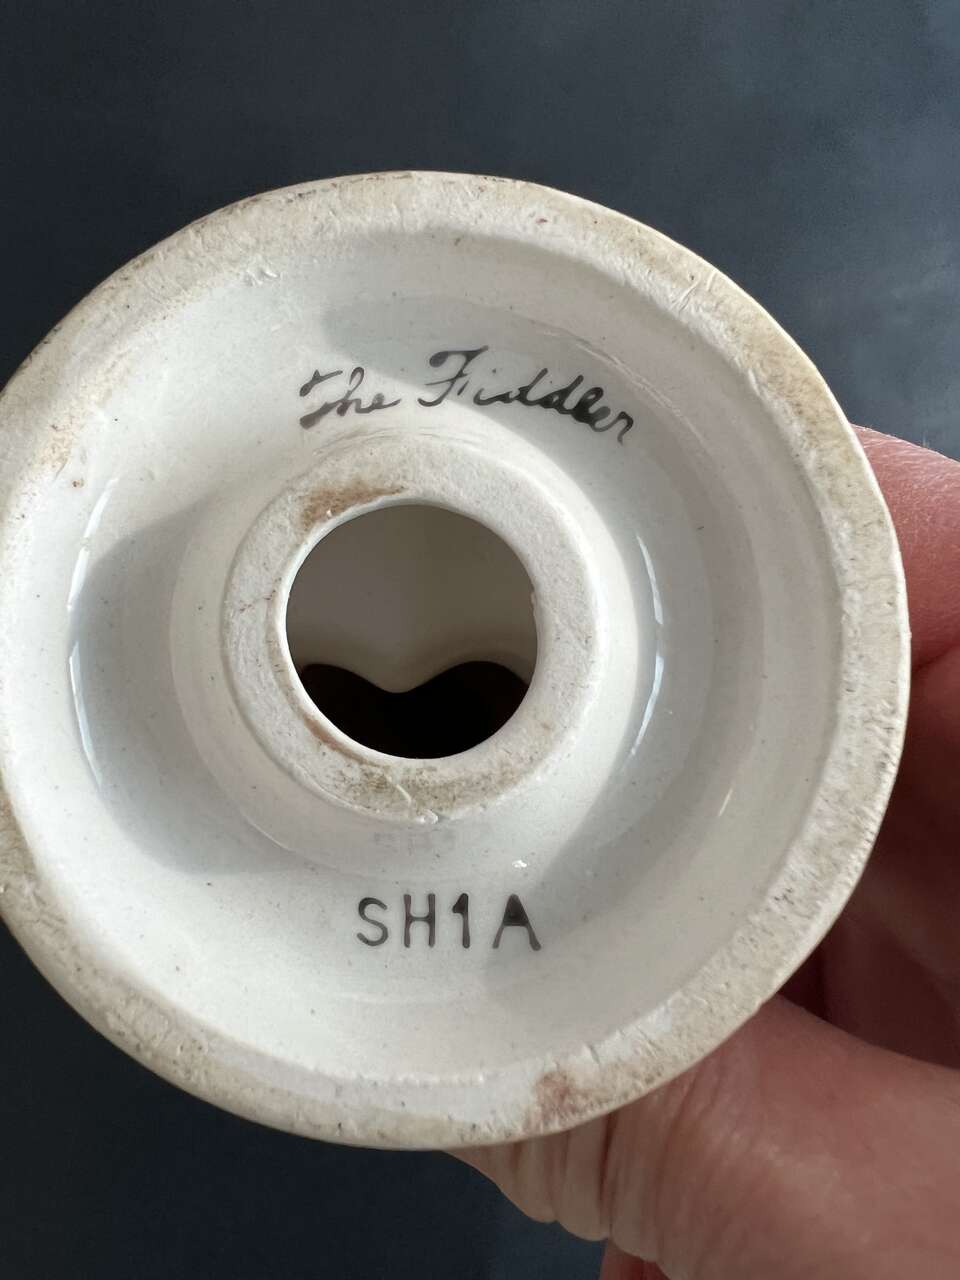 The Fiddler
SH1A